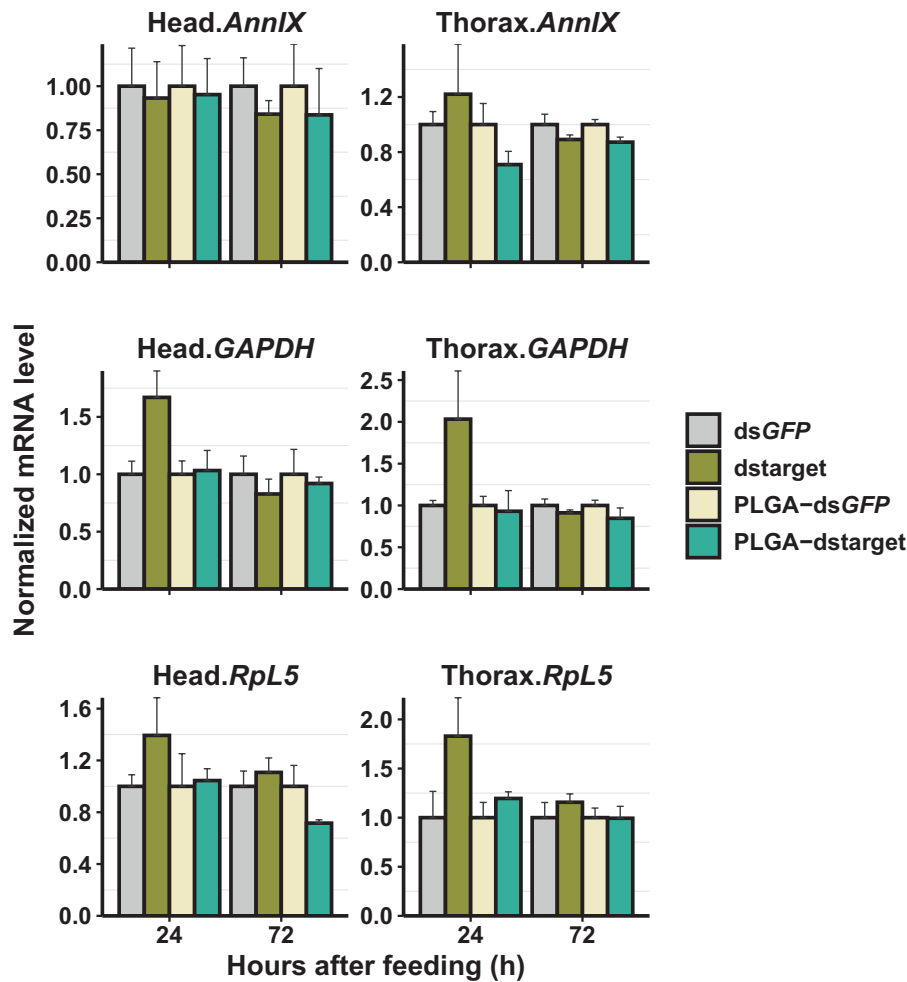 Head.AnnIX
Thorax.AnnIX
1.00
0.75
0.50
0.25
0.00
1.2
0.8
0.4
0.0
Normalized mRNA level
Head.GAPDH
Thorax.GAPDH
1.5
1.0
0.5
0.0
2.5
2.0
1.5
1.0
0.5
0.0
dsGFP
dstarget
PLGA−dsGFP
PLGA−dstarget
Head.RpL5
Thorax.RpL5
1.6
1.2
0.8
0.4
0.0
2.0
1.5
1.0
0.5
0.0
24 72
24 72
Hours after feeding (h)